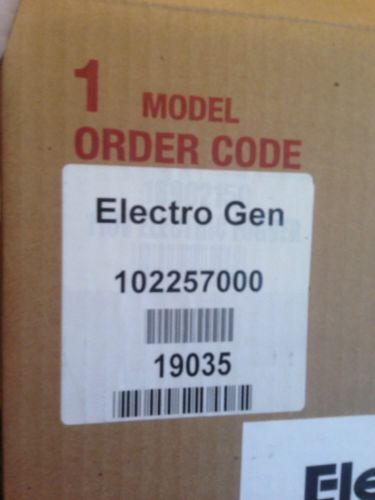 1 MODEL
ORDER CODE
Electro Gen
102257000
19035
Ele